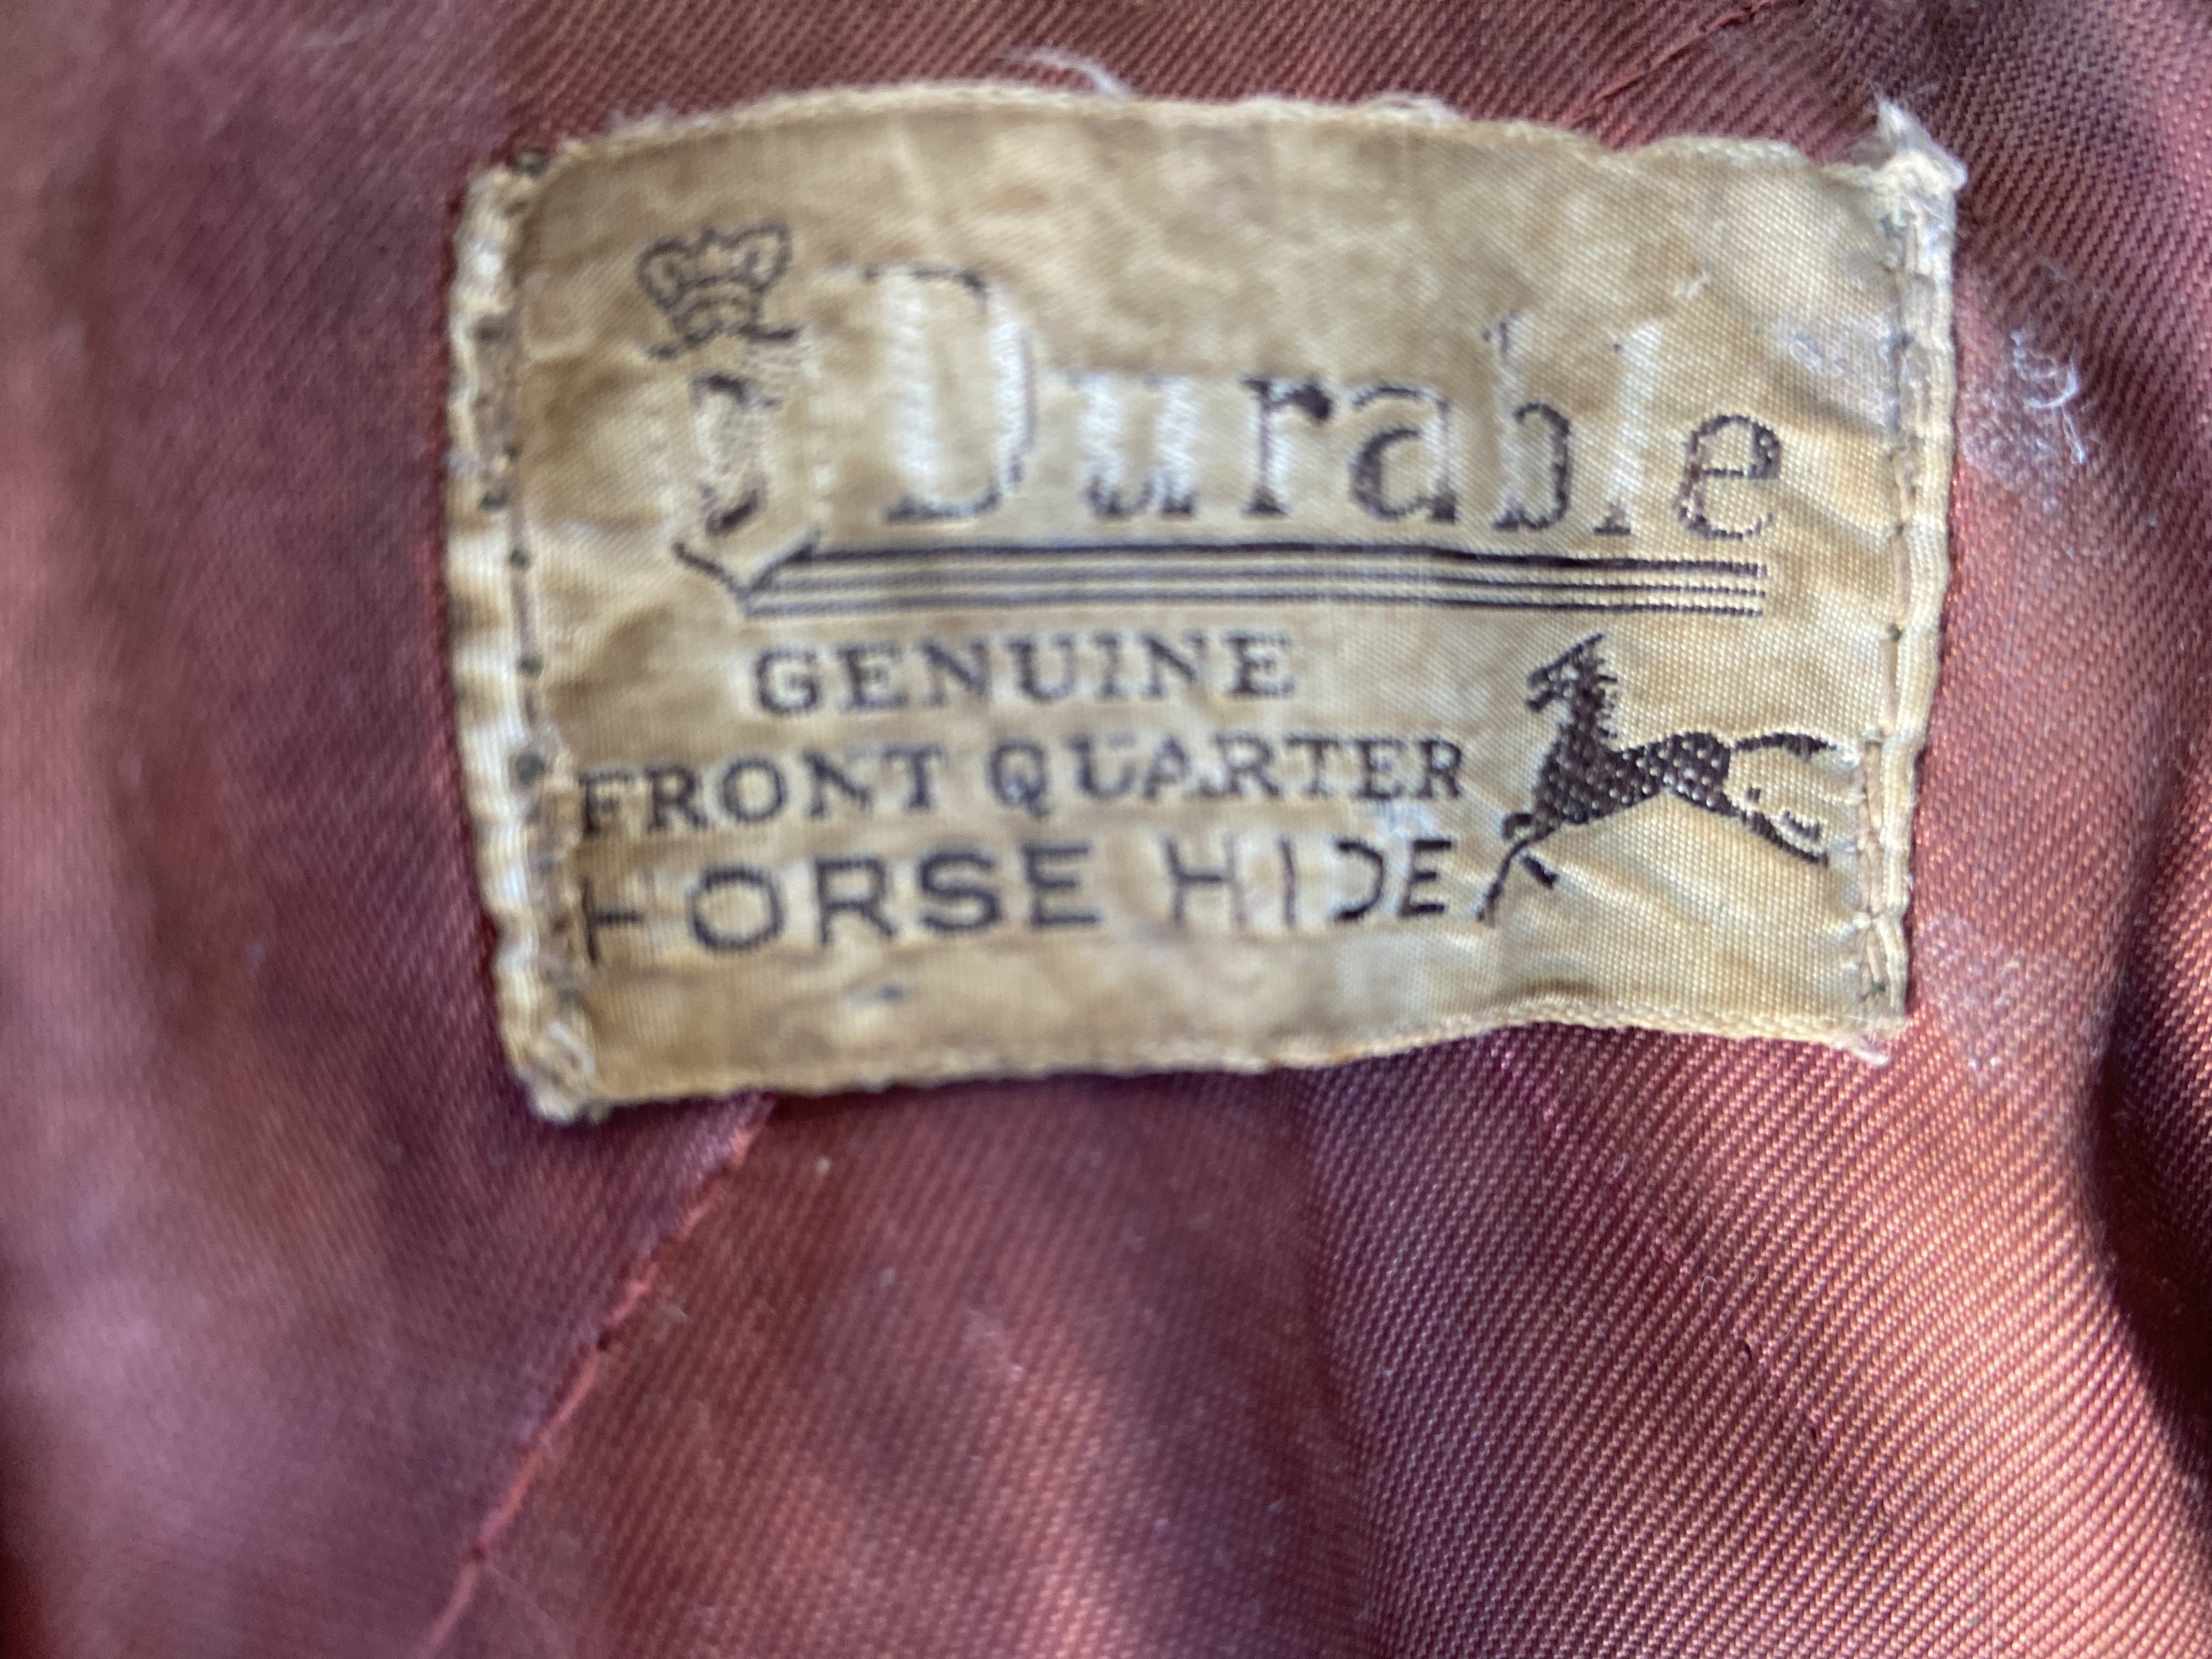 Durable
GENUINE
FRONT QUARTER
HORSE HIDE